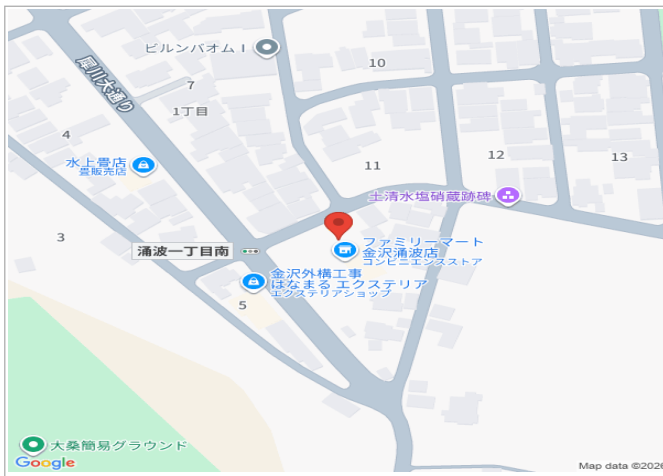 ビルンバオムⅠ
10
犀川大通り
7
1丁目
4
水上畳店
畳販売店
11
12
13
土清水塩硝蔵跡碑
3
涌波一丁目南
ファミリーマート
金沢涌波店
コンビニエンスストア
金沢外構工事
はなまる エクステリア
エクステリアショップ
5
大桑簡易グラウンド
Google
Map data ©2026